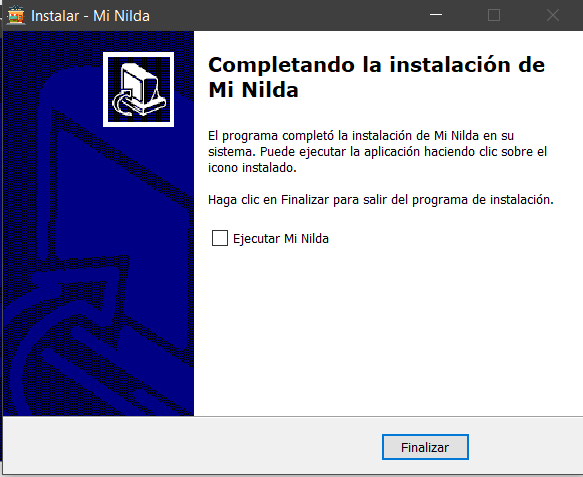 Instalar - Mi Nilda
Completando la instalación de
Mi Nilda
El programa completó la instalación de Mi Nilda en su
sistema. Puede ejecutar la aplicación haciendo clic sobre el
icono instalado.
Haga clic en Finalizar para salir del programa de instalación.
Ejecutar Mi Nilda
Finalizar